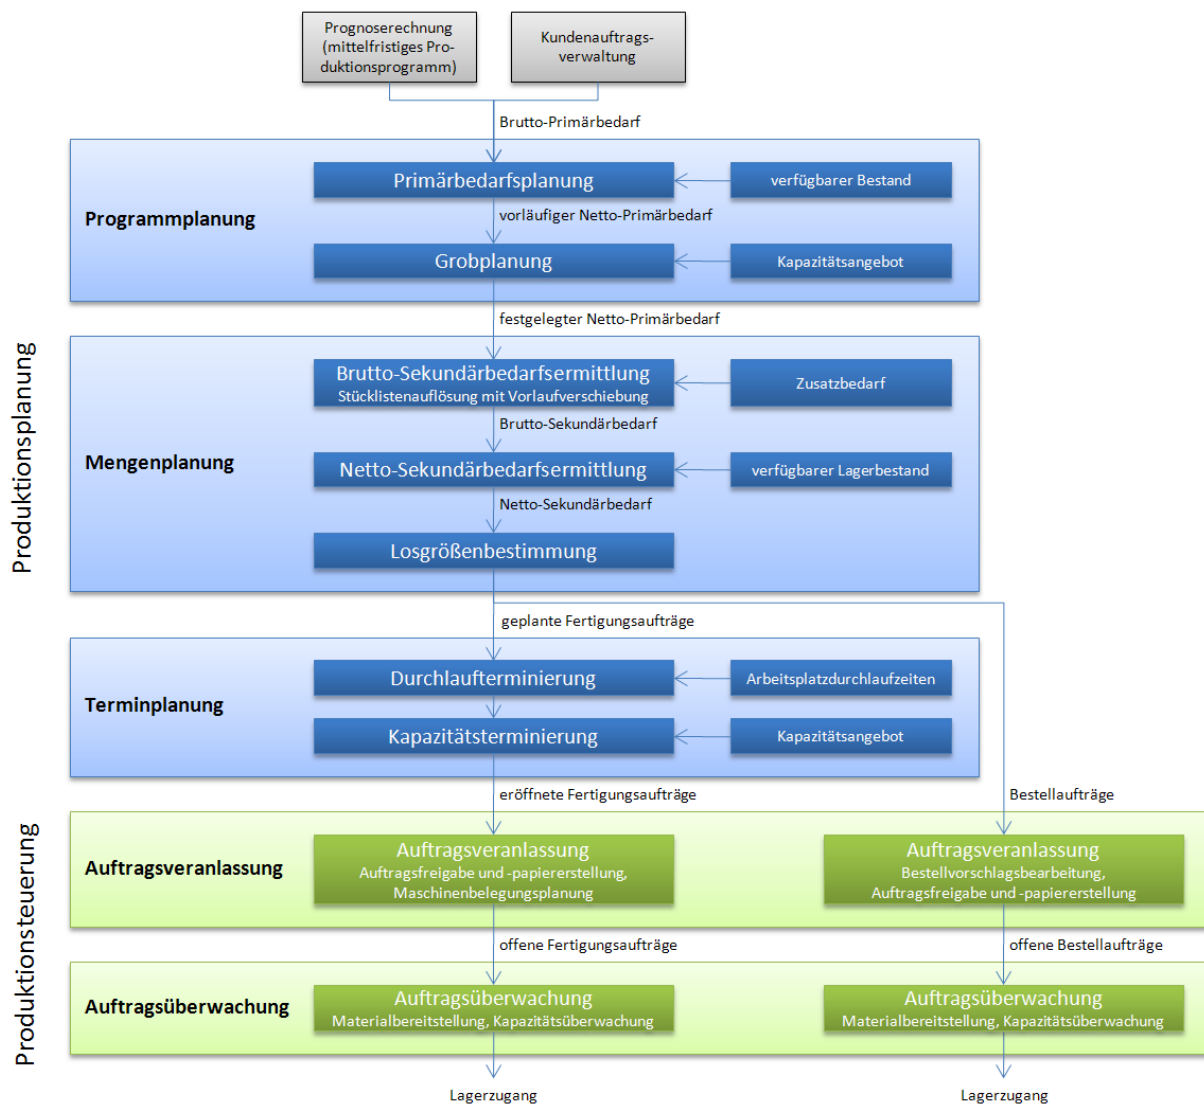 Prognoserechnung
(mittelfristiges Pro-
duktionsprogramm)
Kundenauftrags-
verwaltung
Brutto-Primärbedarf
Programmplanung
Primärbedarfsplanung
verfügbarer Bestand
vorläufiger Netto-Primärbedarf
Grobplanung
Kapazitätsangebot
festgelegter Netto-Primärbedarf
Produktionsplanung
Mengenplanung
Brutto-Sekundärbedarfsermittlung
Stücklistenauflösung mit Vorlaufverschiebung
Zusatzbedarf
Brutto-Sekundärbedarf
Netto-Sekundärbedarfsermittlung
verfügbarer Lagerbestand
Netto-Sekundärbedarf
Losgrößenbestimmung
geplante Fertigungsaufträge
Terminplanung
Durchlaufterminierung
Arbeitsplatzdurchlaufzeiten
Kapazitätsterminierung
Kapazitätsangebot
eröffnete Fertigungsaufträge
Bestellaufträge
Produktionsteuerung
Auftragsveranlassung
Auftragsveranlassung
Auftragsfreigabe und -papiererstellung,
Maschinenbelegungsplanung
Auftragsveranlassung
Bestellvorschlagsbearbeitung,
Auftragsfreigabe und -papiererstellung
offene Fertigungsaufträge
offene Bestellaufträge
Auftragsüberwachung
Auftragsüberwachung
Materialbereitstellung, Kapazitätsüberwachung
Auftragsüberwachung
Materialbereitstellung, Kapazitätsüberwachung
Lagerzugang
Lagerzugang